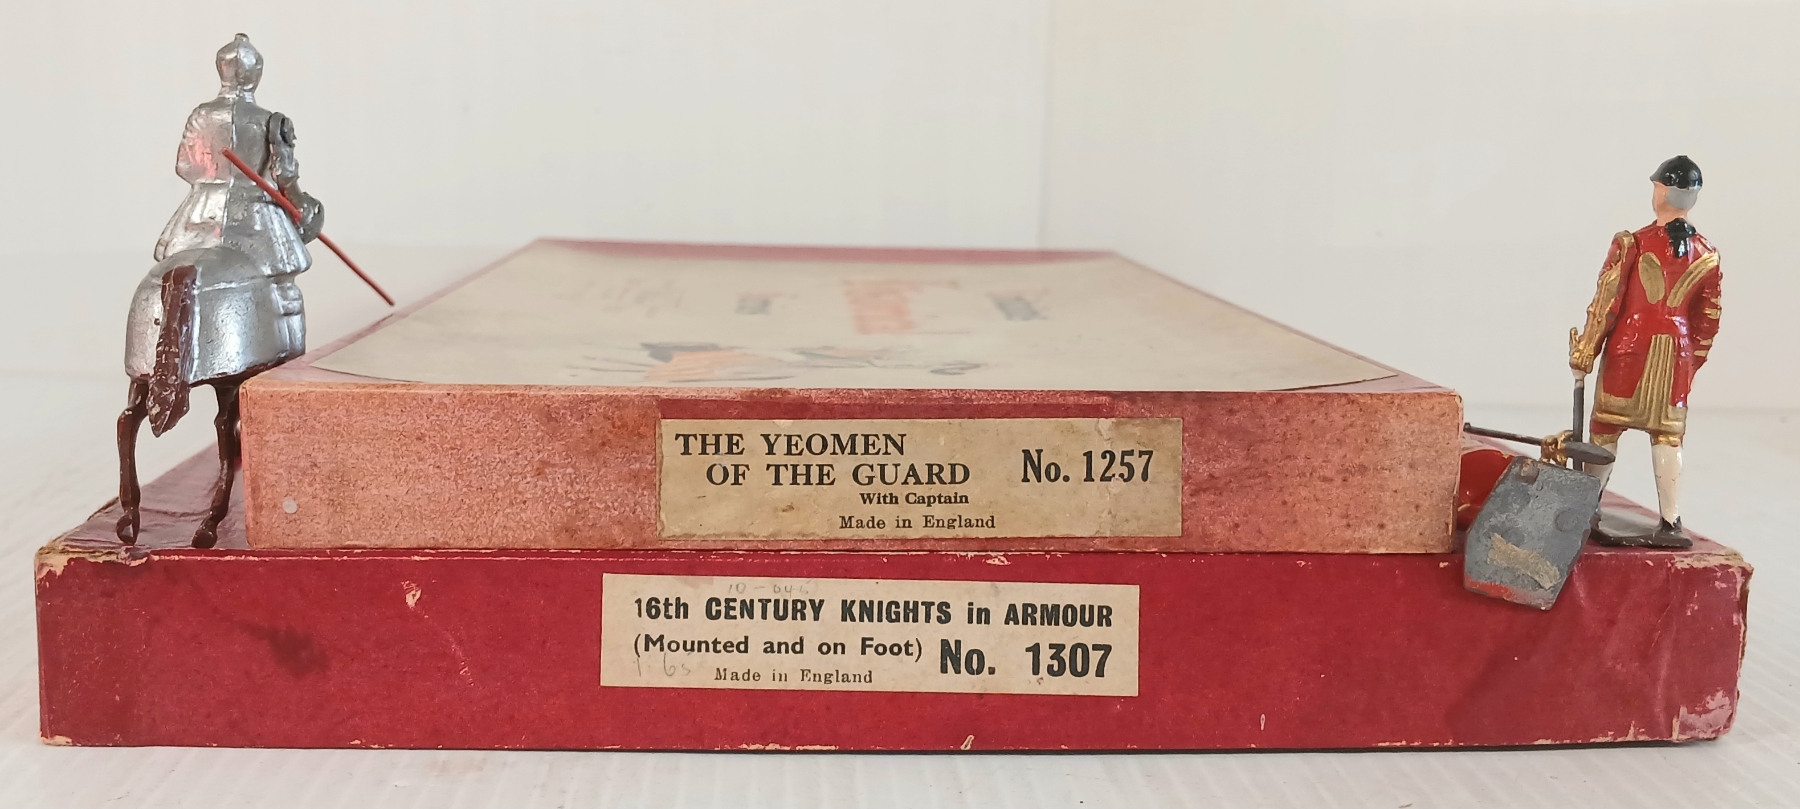 THE YEOMEN
OF THE GUARD No. 1257
With Captain
Made in England
16th CENTURY KNIGHTS in ARMOUR
(Mounted and on Foot) No. 1307
Made in England